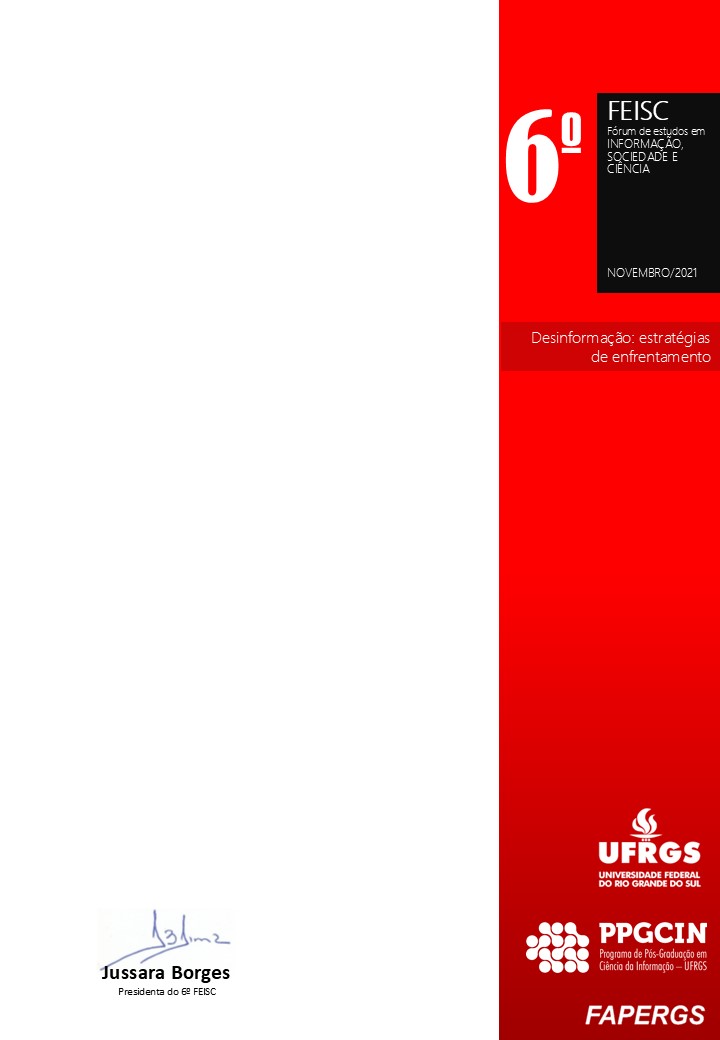 6º
FEISC
Fórum de estudos em
INFORMAÇÃO,
SOCIEDADE E
CIÊNCIA
NOVEMBRO/2021
Desinformação: estratégias
de enfrentamento
UFRGS
UNIVERSIDADE FEDERAL
DO RIO GRANDE DO SUL
PPGCIN
Programa de Pós-Graduação em
Ciência da Informação – UFRGS
FAPERGS
Jussara Borges
Presidenta do 6º FEISC